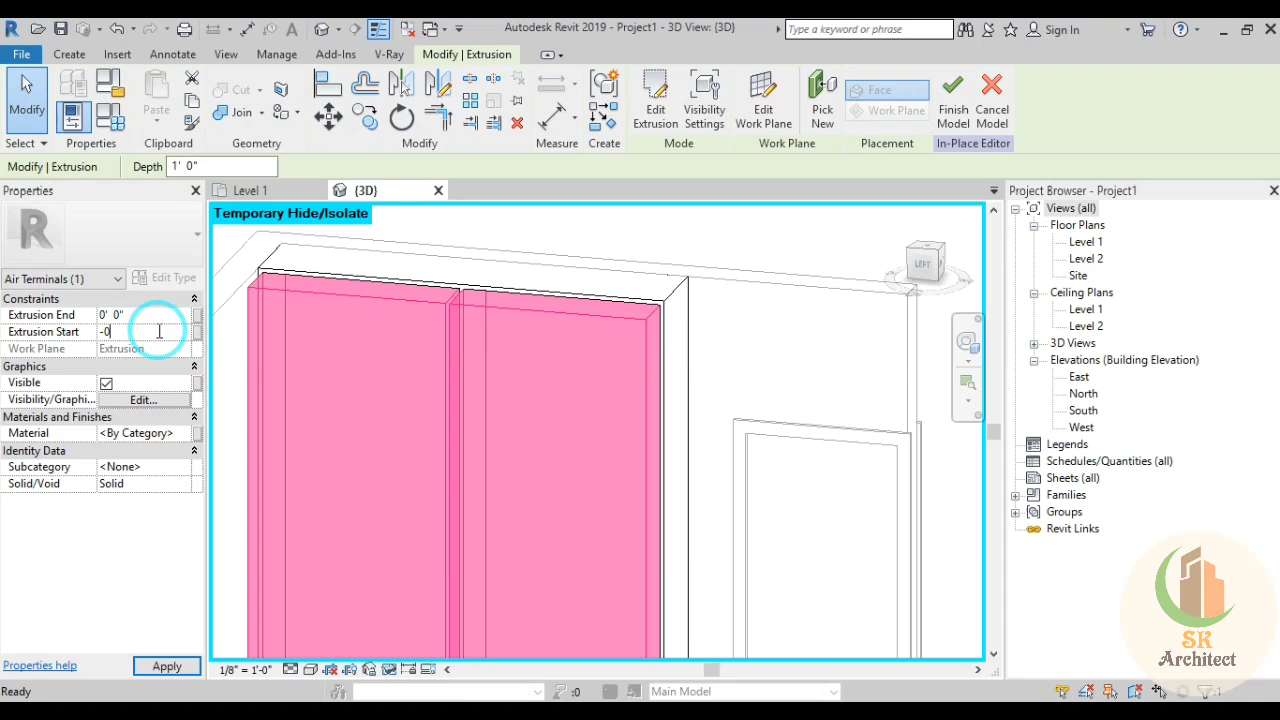 Autodesk Revit 2019 - Project1 - 3D View: {3D}
Type a keyword or phrase
Sign In
File Create Insert Annotate View Manage Add-Ins V-Ray Modify | Extrusion
Modify
Paste
Cut
Join
Edit Extrusion
Visibility Settings
Edit Work Plane
Pick New
Face
Work Plane
Finish Model
Cancel Model
Select Properties Clipboard Geometry Modify Measure Create Mode Work Plane Placement In-Place Editor
Modify | Extrusion Depth 1' 0"
Properties
Level 1
{3D}
Project Browser - Project1
Temporary Hide/Isolate
LEFT
Air Terminals (1) Edit Type
Constraints
Extrusion End 0' 0"
Extrusion Start -0
Work Plane Extrusion
Graphics
Visible
Visibility/Graphi... Edit...
Materials and Finishes
Material <By Category>
Identity Data
Subcategory <None>
Solid/Void Solid
Properties help Apply
Views (all)
Floor Plans
Level 1
Level 2
Site
Ceiling Plans
Level 1
Level 2
3D Views
Elevations (Building Elevation)
East
North
South
West
Legends
Schedules/Quantities (all)
Sheets (all)
Families
Groups
Revit Links
SK
Architect
1/8" = 1'-0"
Ready
:0
Main Model
:1